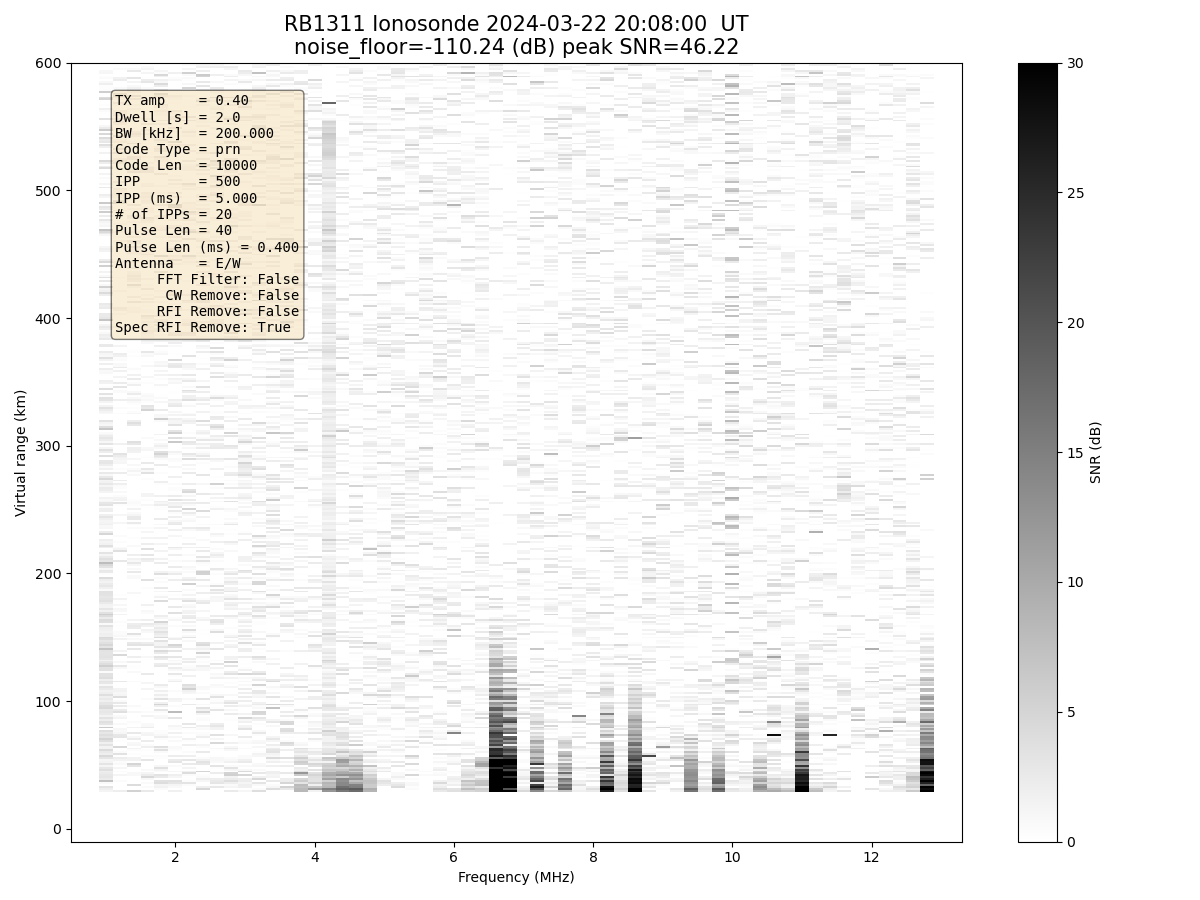 RB1311 Ionosonde 2024-03-22 20:08:00 UT
noise_floor=-110.24 (dB) peak SNR=46.22
600
500
400
300
200
100
0
Virtual range (km)
TX amp = 0.40
Dwell [s] = 2.0
BW [kHz] = 200.000
Code Type = prn
Code Len = 10000
IPP = 500
IPP (ms) = 5.000
# of IPPs = 20
Pulse Len = 40
Pulse Len (ms) = 0.400
Antenna = E/W
FFT Filter: False
CW Remove: False
RFI Remove: False
Spec RFI Remove: True
2 4 6 8 10 12
Frequency (MHz)
30
25
20
15
10
5
0
SNR (dB)